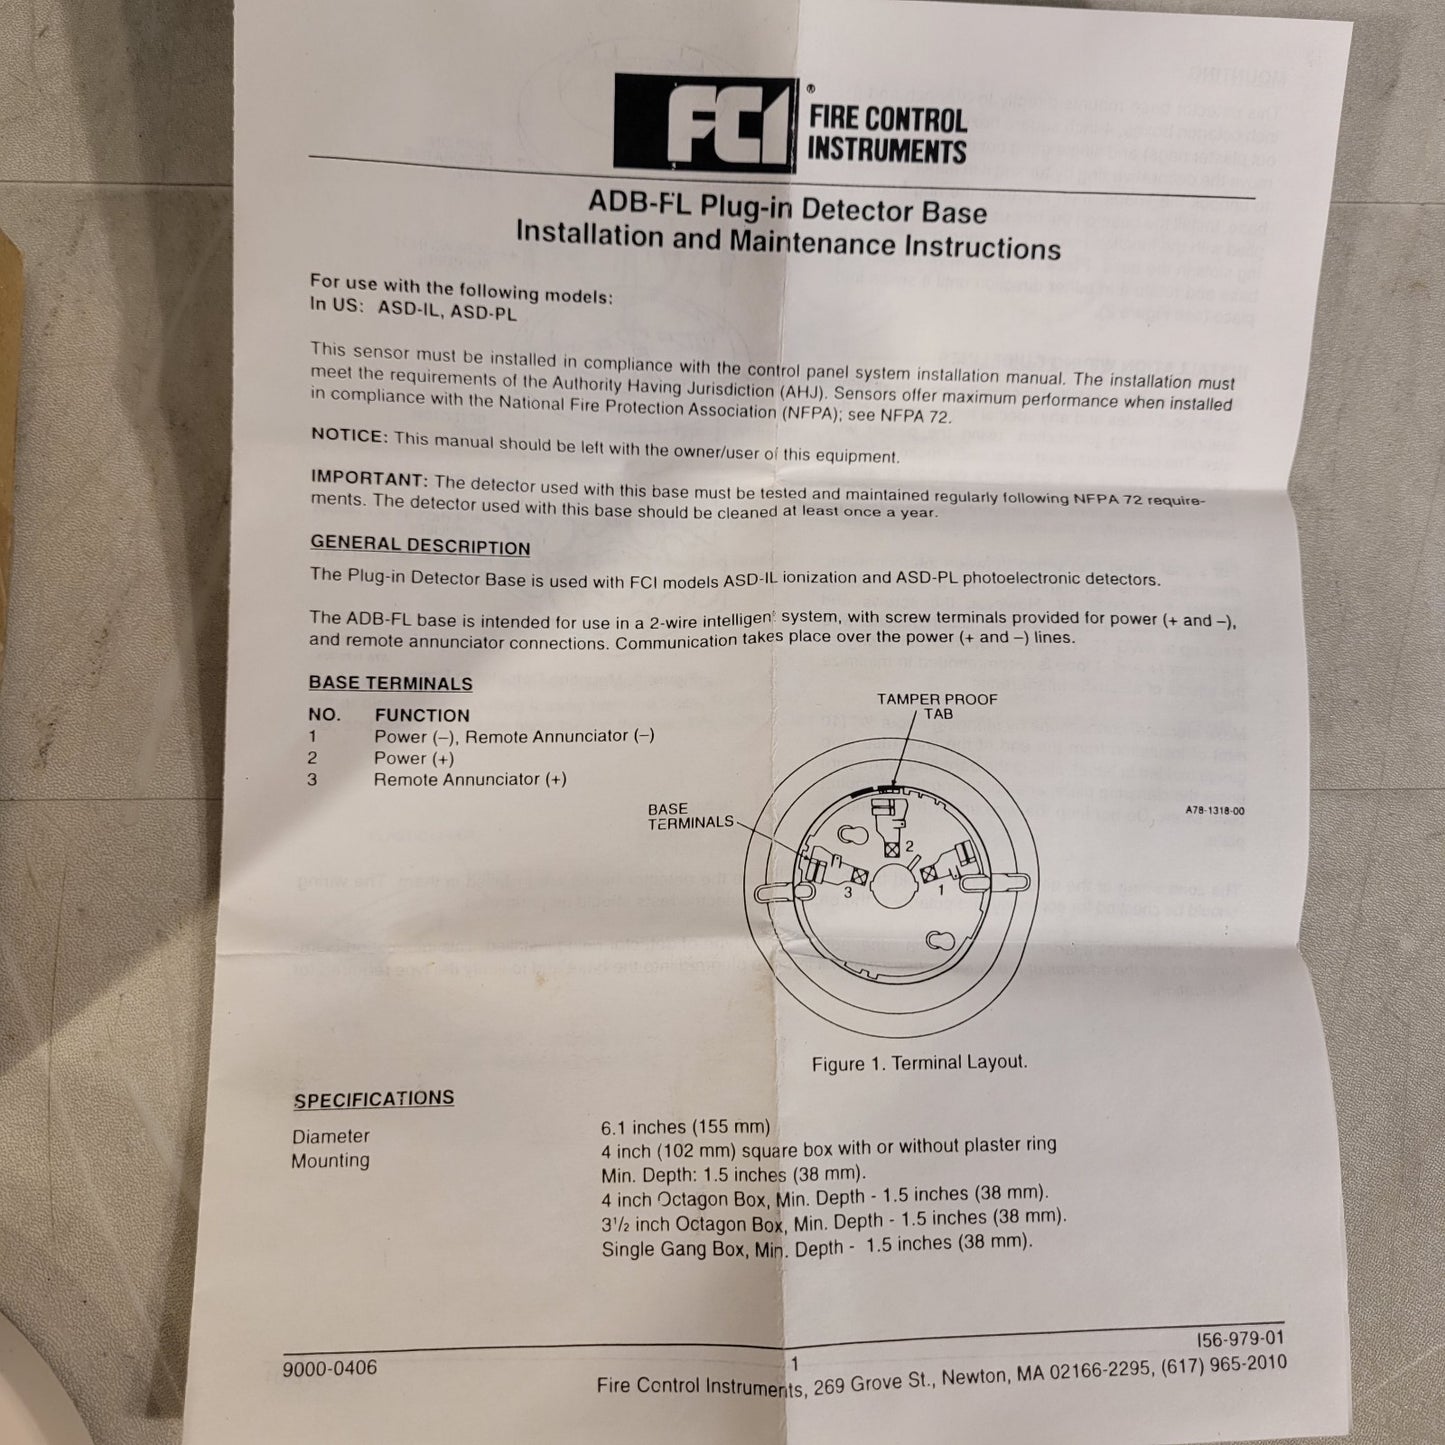 FCI® FIRE CONTROL
INSTRUMENTS
ADB-FL Plug-in Detector Base
Installation and Maintenance Instructions
For use with the following models:
In US: ASD-IL, ASD-PL
This sensor must be installed in compliance with the control panel system installation manual. The installation must
meet the requirements of the Authority Having Jurisdiction (AHJ). Sensors offer maximum performance when installed
in compliance with the National Fire Protection Association (NFPA); see NFPA 72.
NOTICE: This manual should be left with the owner/user of this equipment.
IMPORTANT: The detector used with this base must be tested and maintained regularly following NFPA 72 require-
ments. The detector used with this base should be cleaned at least once a year.
GENERAL DESCRIPTION
The Plug-in Detector Base is used with FCI models ASD-IL ionization and ASD-PL photoelectronic detectors.
The ADB-FL base is intended for use in a 2-wire intelligent system, with screw terminals provided for power (+ and –),
and remote annunciator connections. Communication takes place over the power (+ and –) lines.
BASE TERMINALS
NO. FUNCTION
1 Power (–), Remote Annunciator (–)
2 Power (+)
3 Remote Annunciator (+)
TAMPER PROOF
TAB
BASE
TERMINALS
2
3
1
A78-1318-00
Figure 1. Terminal Layout.
SPECIFICATIONS
Diameter 6.1 inches (155 mm)
Mounting 4 inch (102 mm) square box with or without plaster ring
Min. Depth: 1.5 inches (38 mm).
4 inch Octagon Box, Min. Depth - 1.5 inches (38 mm).
3 1/2 inch Octagon Box, Min. Depth - 1.5 inches (38 mm).
Single Gang Box, Min. Depth - 1.5 inches (38 mm).
9000-0406 1 I56-979-01
Fire Control Instruments, 269 Grove St., Newton, MA 02166-2295, (617) 965-2010